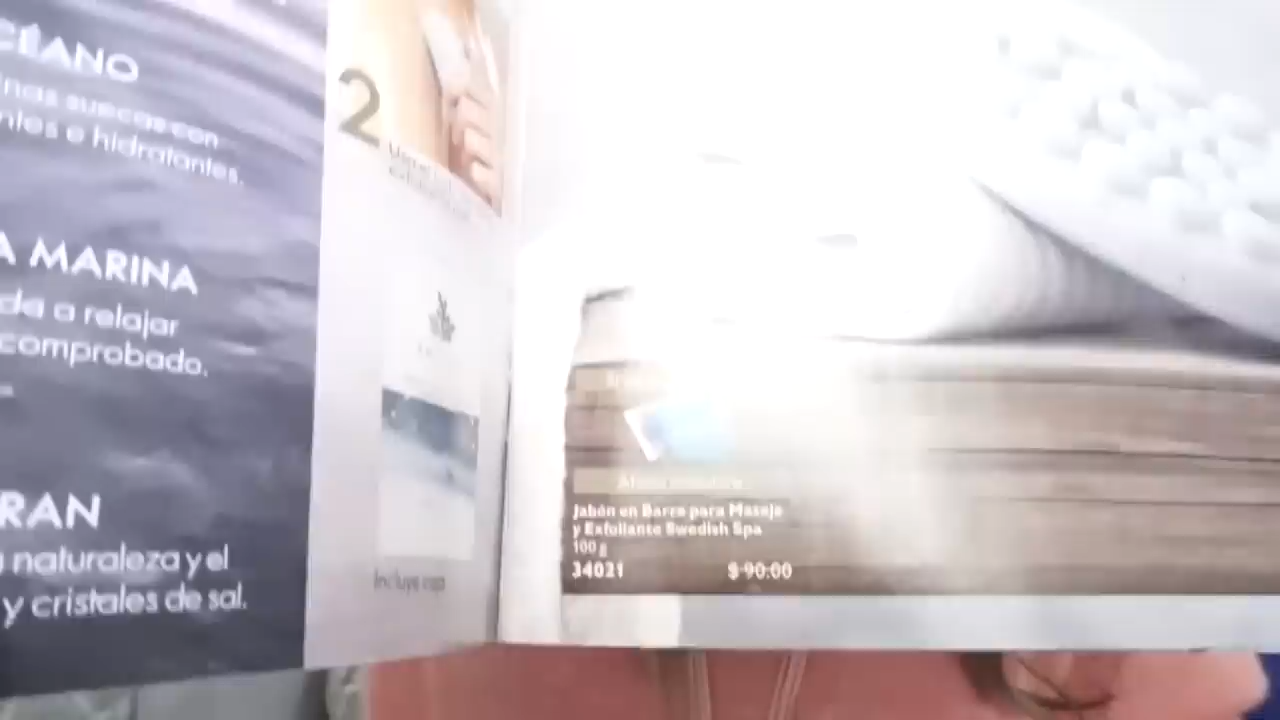 CÉANO
inas suecas con
ntes e hidratantes.
A MARINA
da a relajar
comprobado.
RAN
naturaleza y el
y cristales de sal.
2
Incluye
Jabón en Barra para Masaje
y Exfoliante Swedish Spa
100 g
34021 $ 90.00